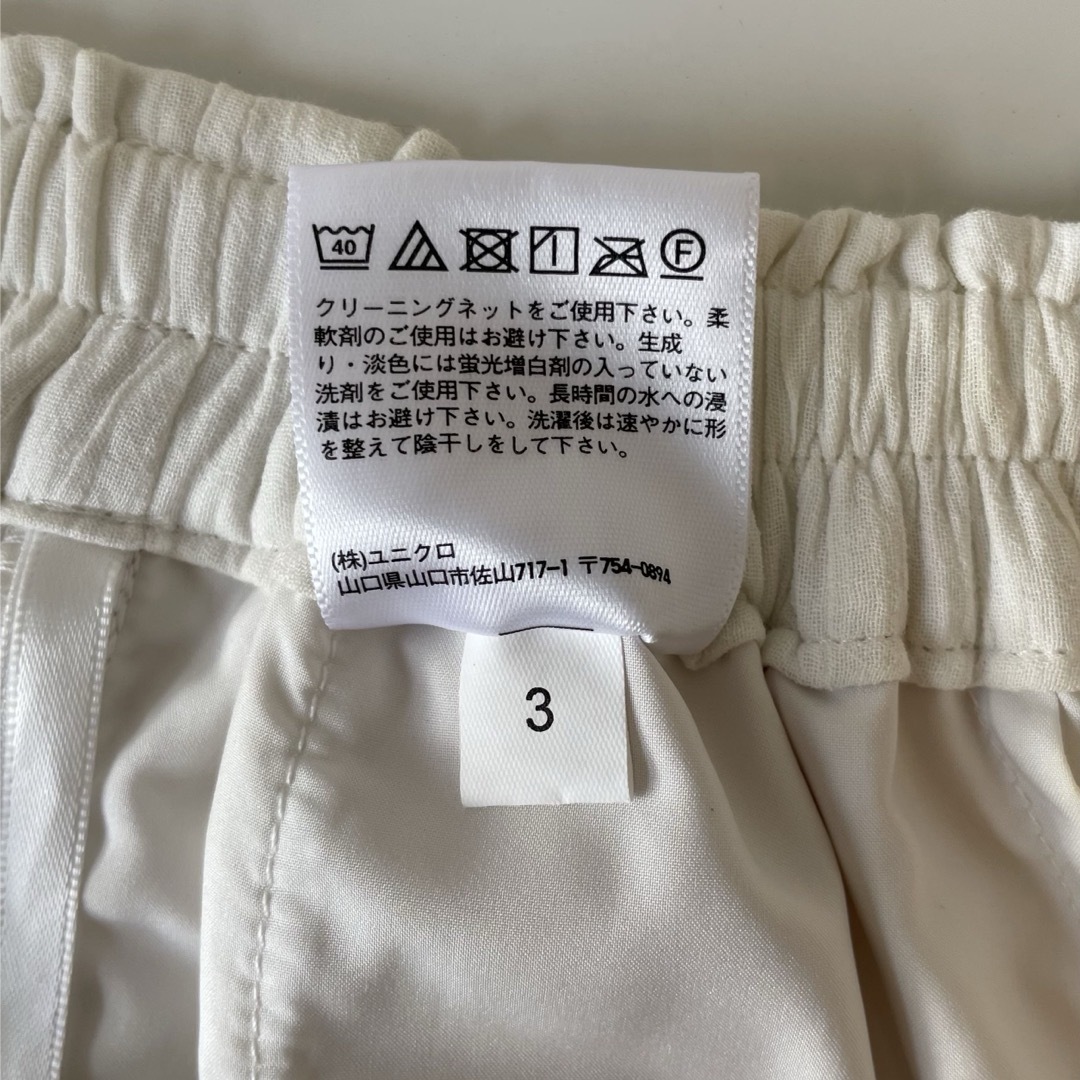 40 F
クリーニングネットをご使用下さい。柔
軟剤のご使用はお避け下さい。生成
り・淡色には蛍光増白剤の入っていない
洗剤をご使用下さい。長時間の水への浸
漬はお避け下さい。洗濯後は速やかに形
を整えて陰干しをして下さい。
(株)ユニクロ
山口県山口市佐山717-1 〒754-0894
3